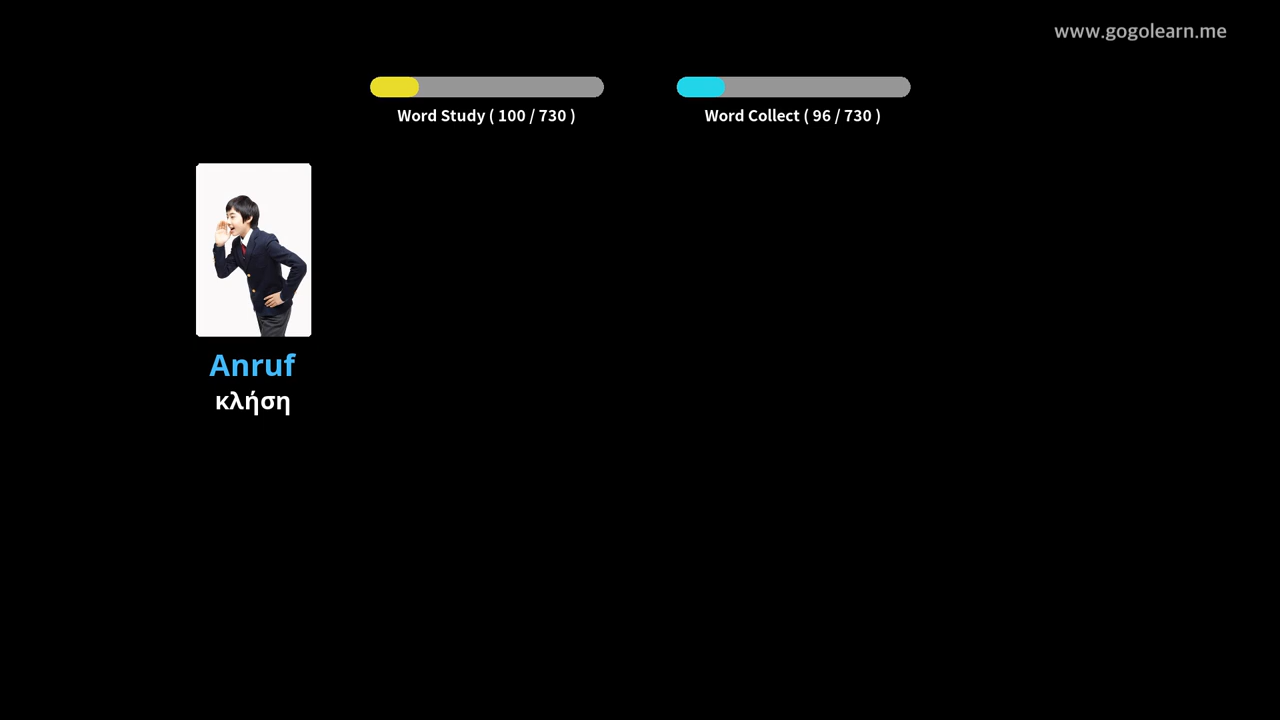 www.gogolearn.me
Word Study ( 100 / 730 )
Word Collect ( 96 / 730 )
Anruf
κλήση